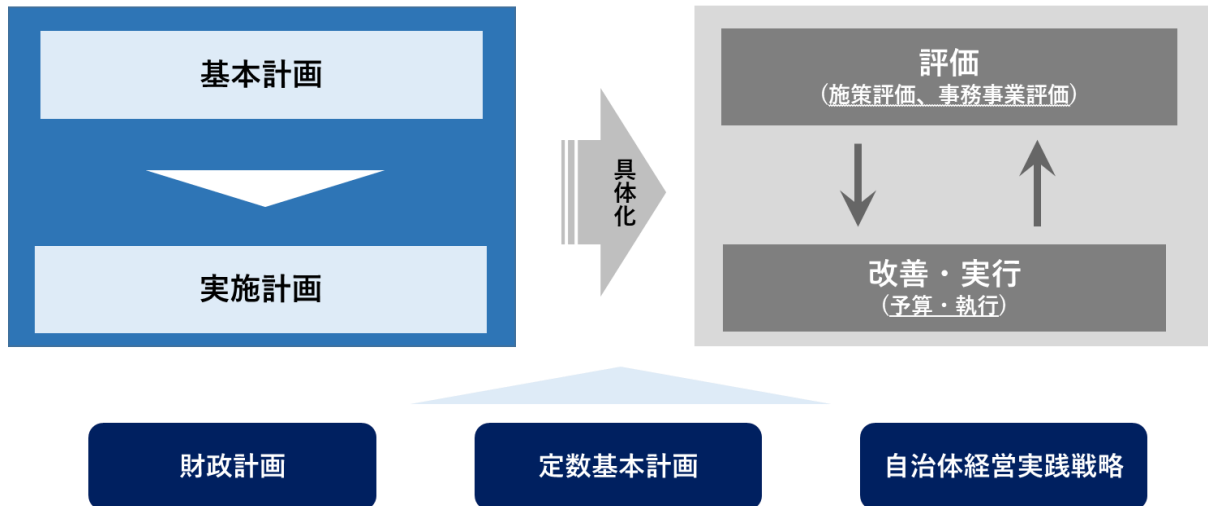 基本計画
実施計画
具体化
評価
(施策評価、事務事業評価)
改善・実行
(予算・執行)
財政計画
定数基本計画
自治体経営実践戦略